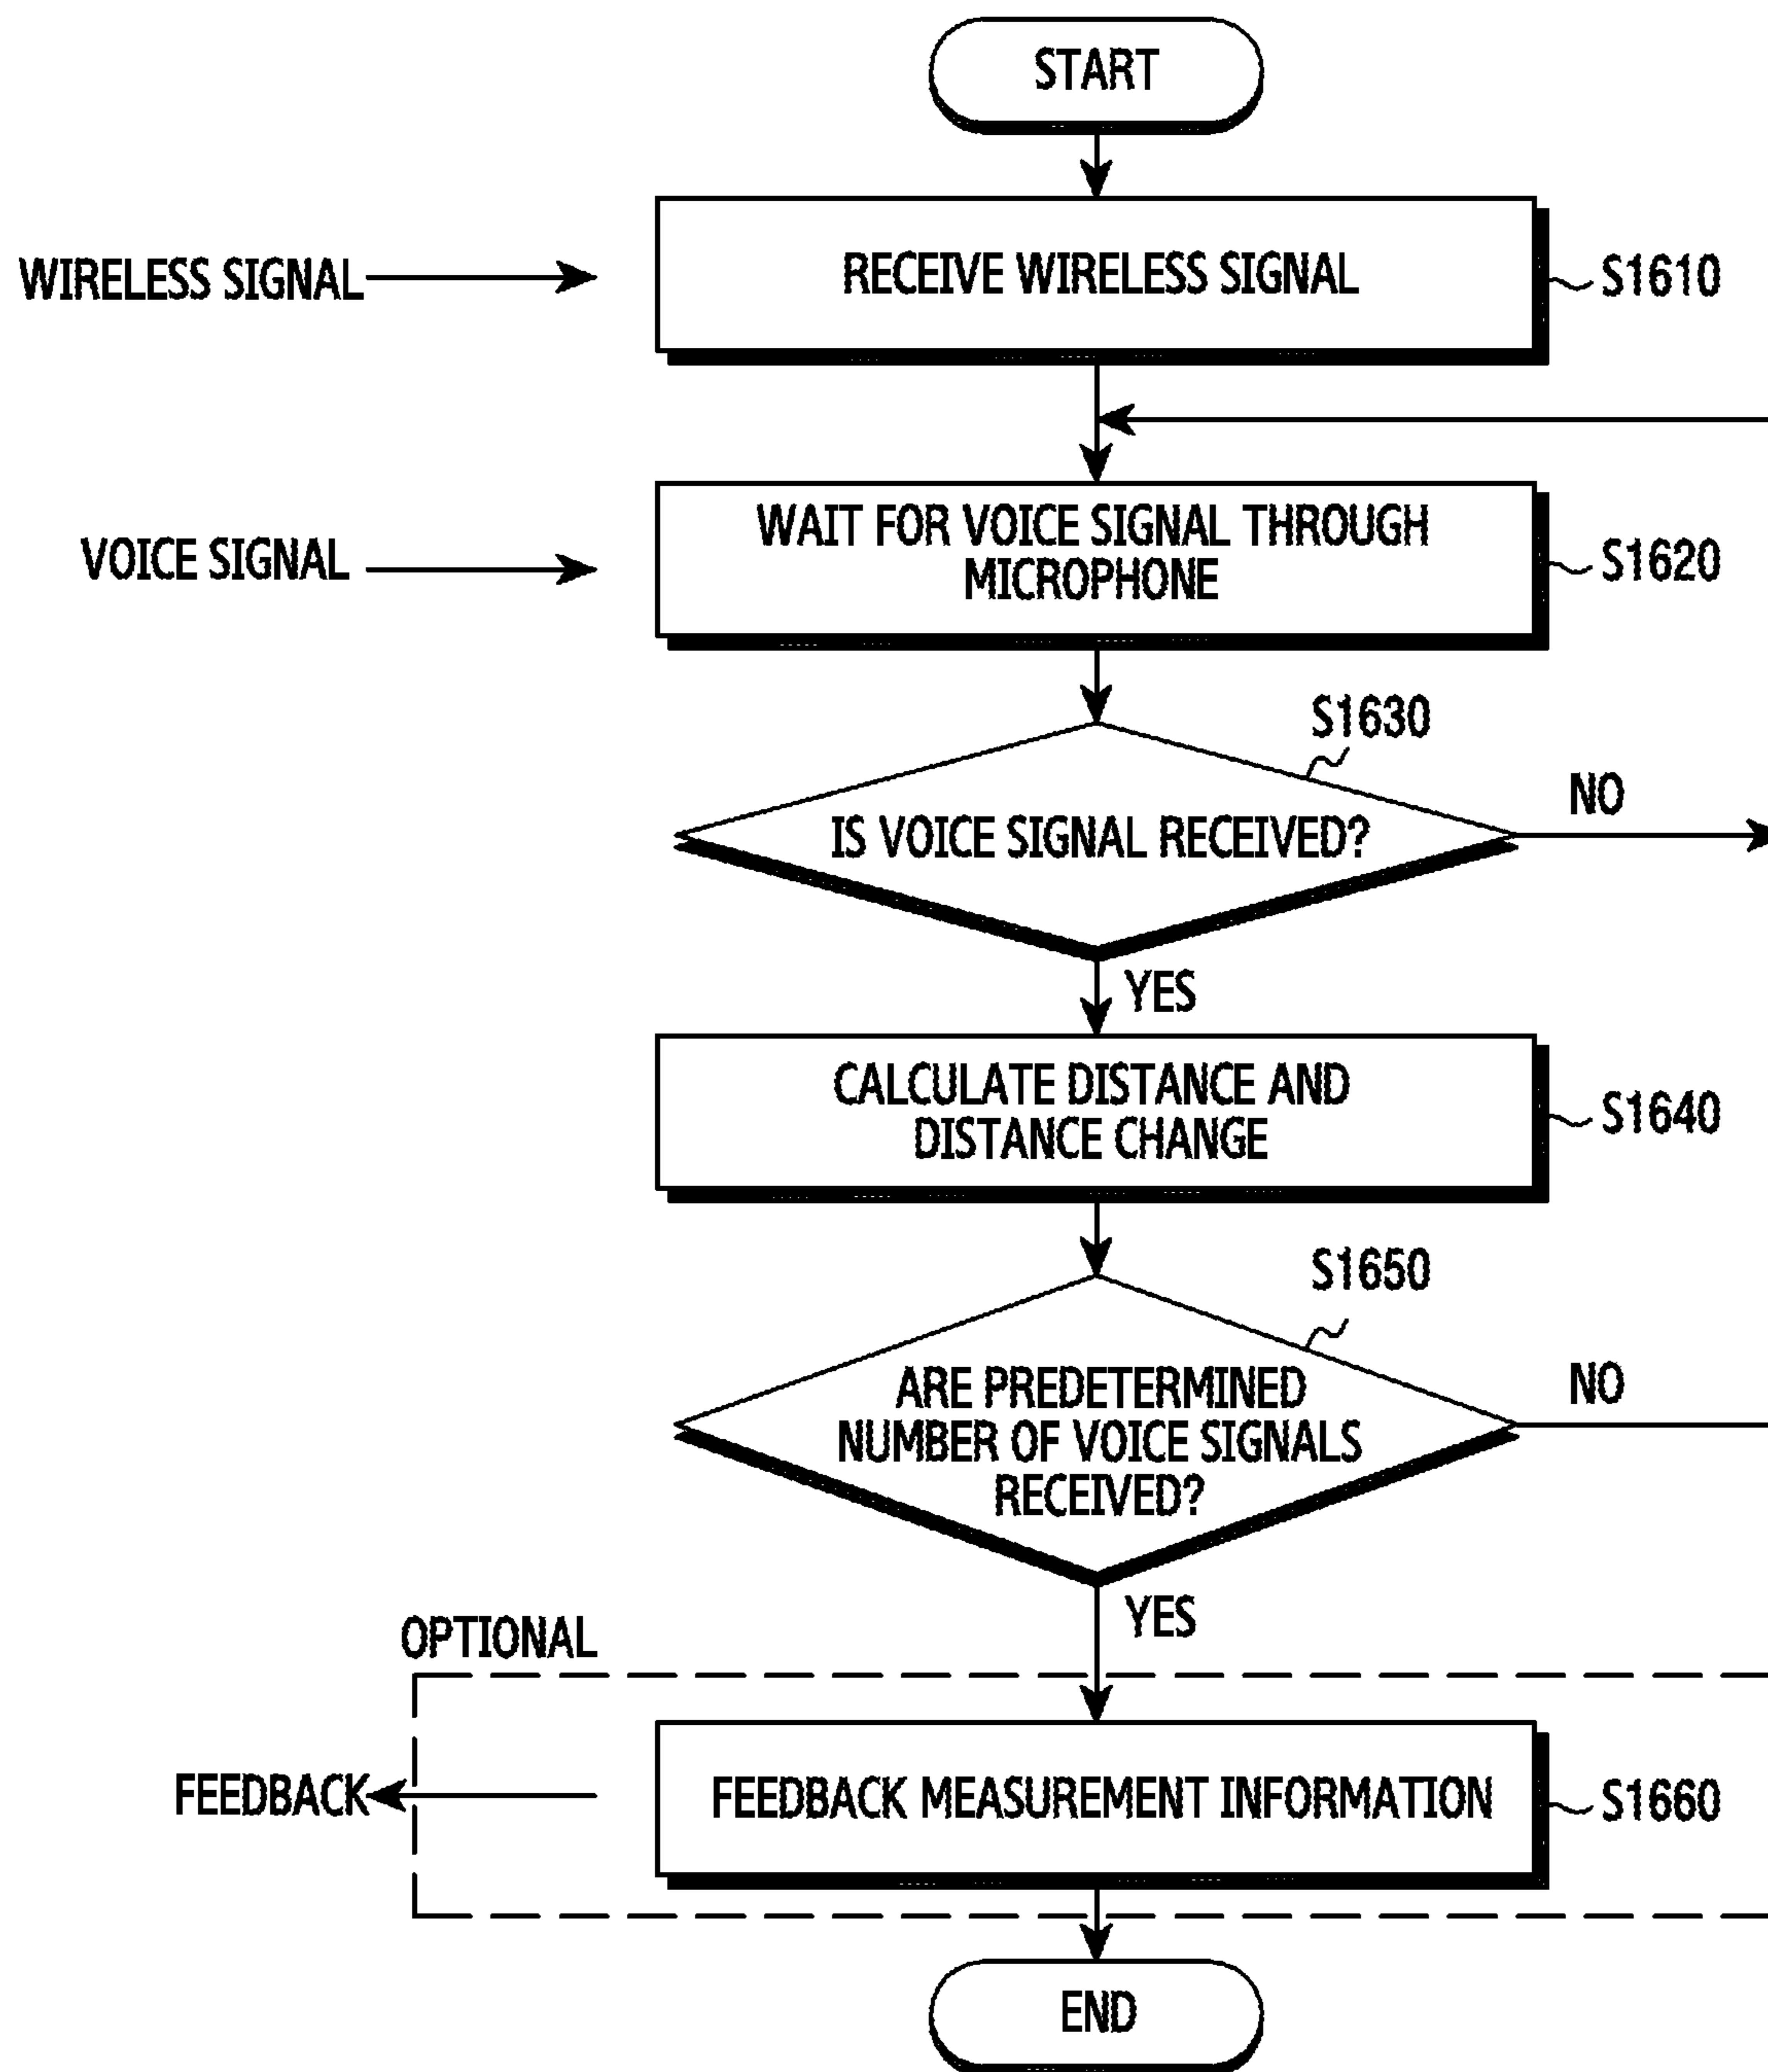 START
WIRELESS SIGNAL
RECEIVE WIRELESS SIGNAL
S1610
VOICE SIGNAL
WAIT FOR VOICE SIGNAL THROUGH
MICROPHONE
S1620
S1630
IS VOICE SIGNAL RECEIVED?
NO
YES
CALCULATE DISTANCE AND
DISTANCE CHANGE
S1640
S1650
ARE PREDETERMINED
NUMBER OF VOICE SIGNALS
RECEIVED?
NO
YES
OPTIONAL
FEEDBACK
FEEDBACK MEASUREMENT INFORMATION
S1660
END